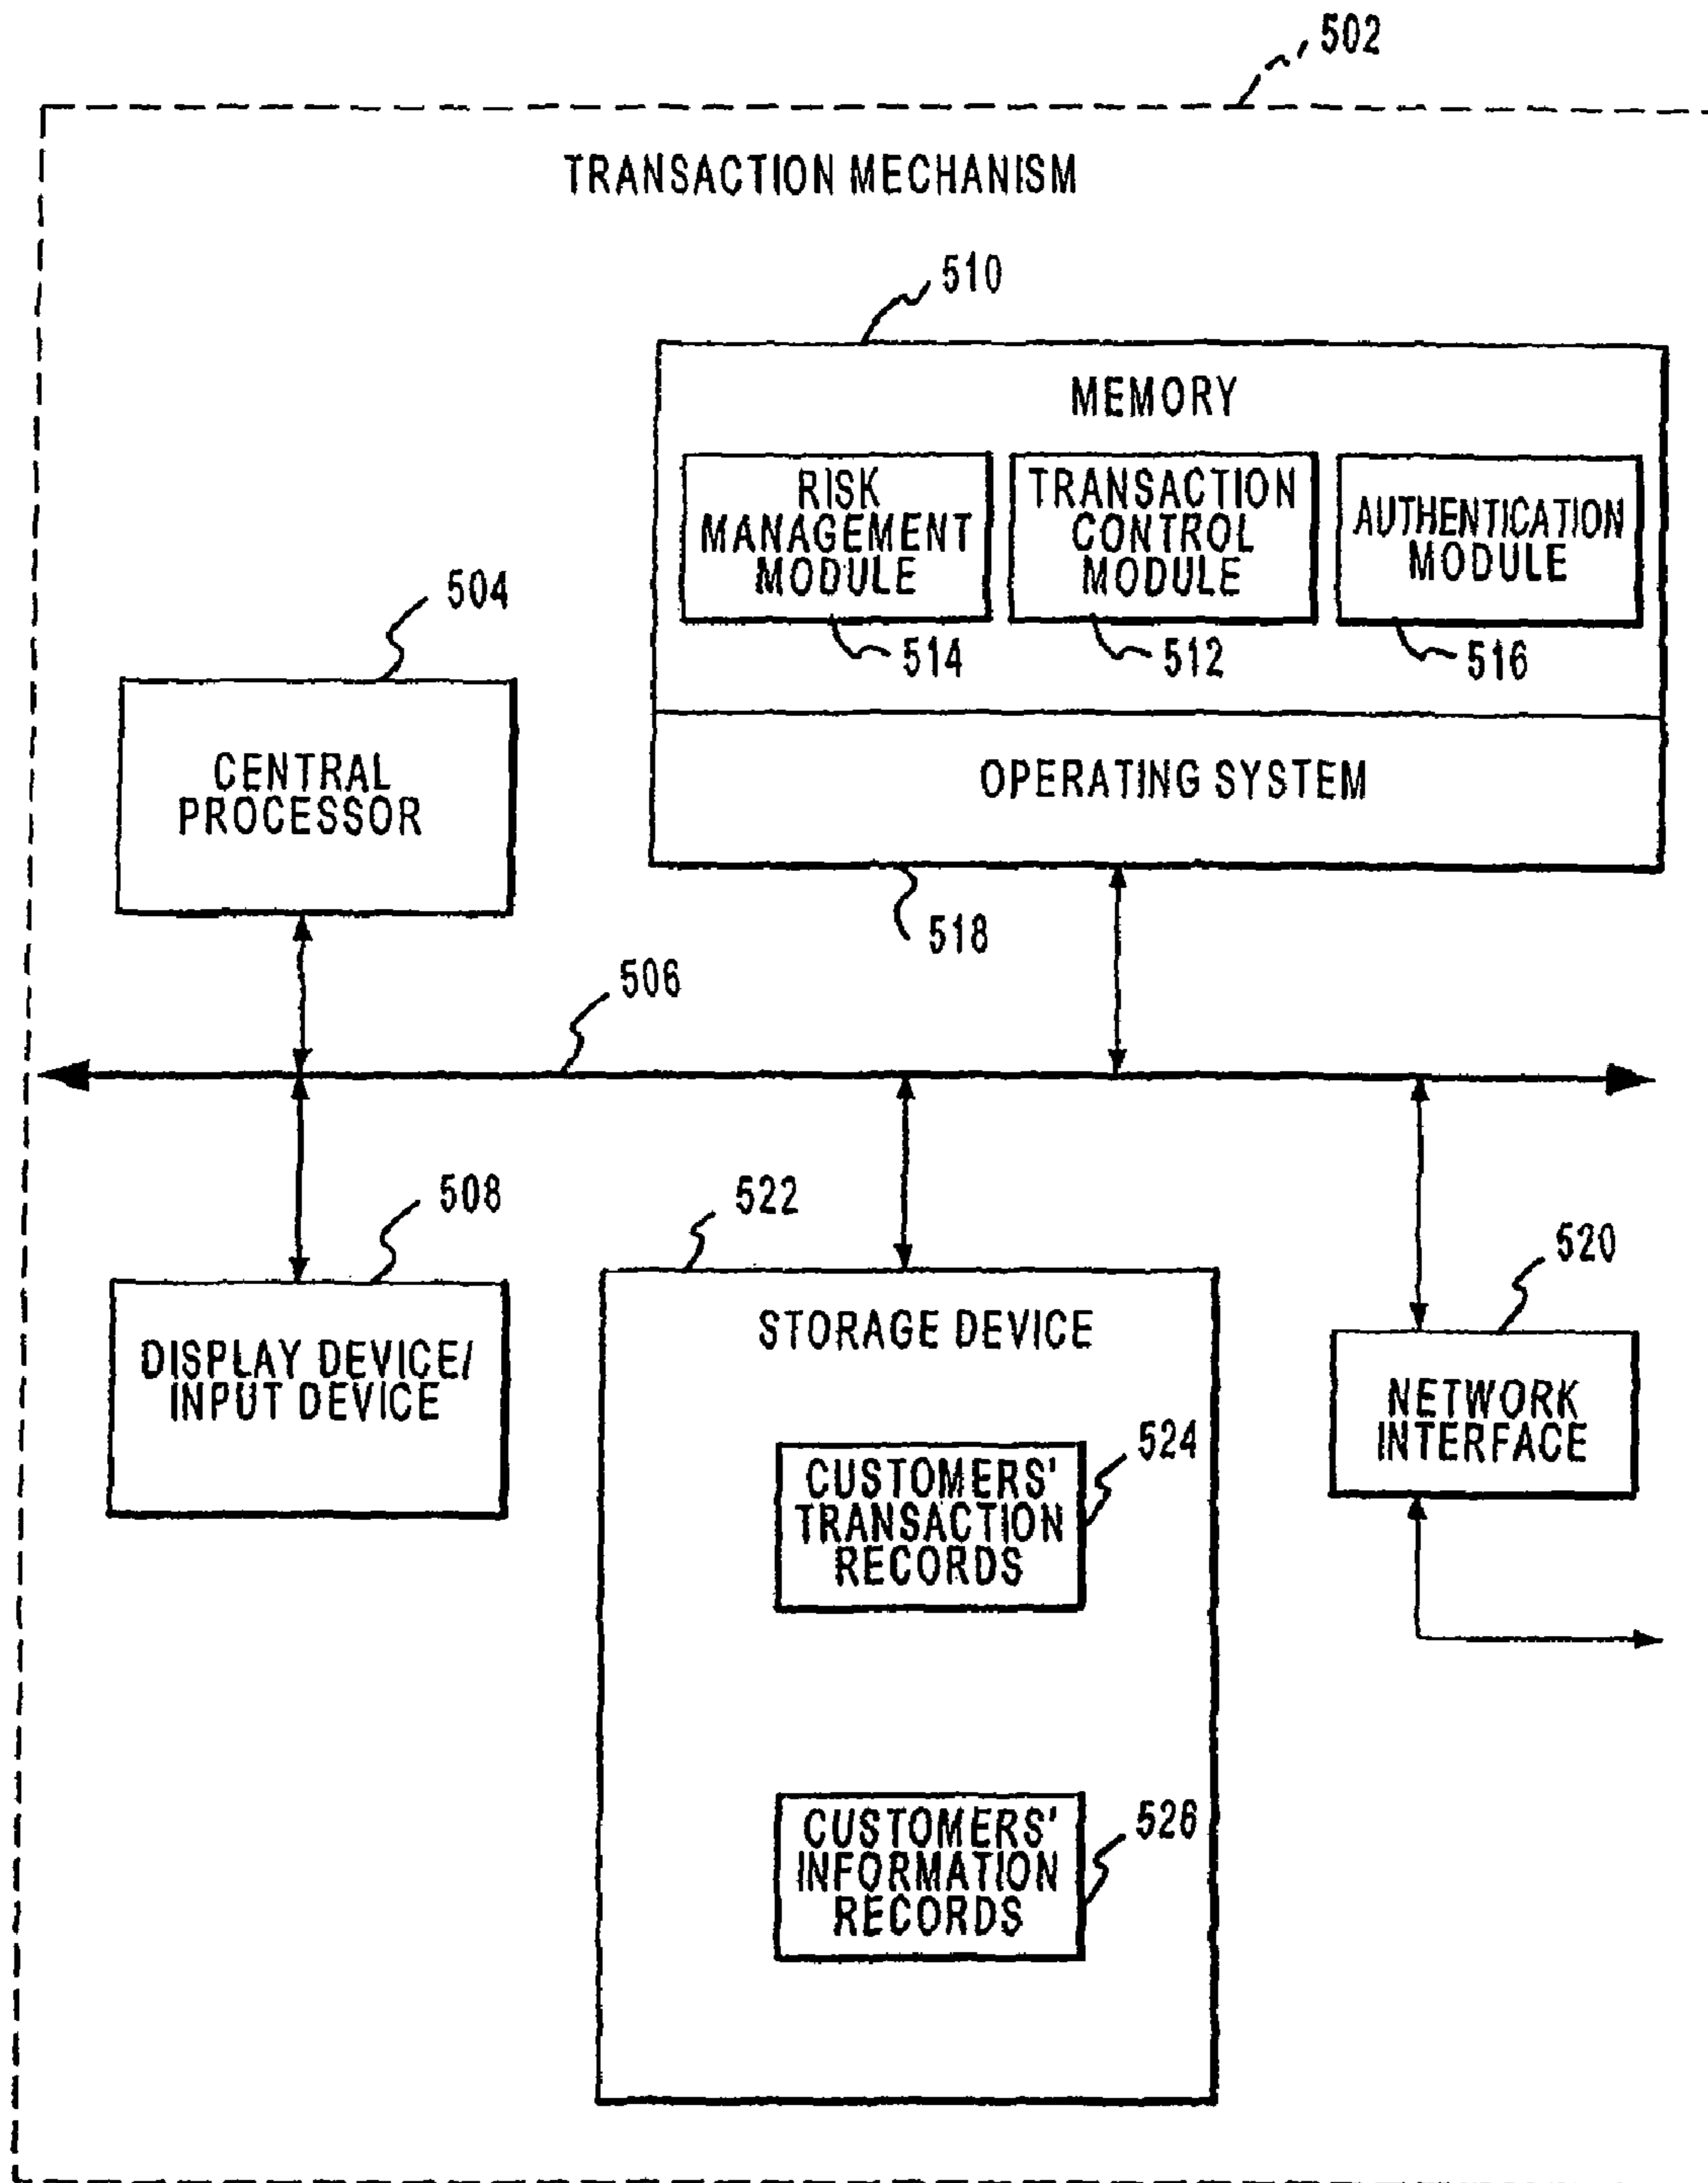 502
TRANSACTION MECHANISM
510
MEMORY
RISK
MANAGEMENT
MODULE
514
TRANSACTION
CONTROL
MODULE
512
AUTHENTICATION
MODULE
516
504
CENTRAL
PROCESSOR
OPERATING SYSTEM
518
506
508
DISPLAY DEVICE/
INPUT DEVICE
522
STORAGE DEVICE
524
CUSTOMERS'
TRANSACTION
RECORDS
526
CUSTOMERS'
INFORMATION
RECORDS
520
NETWORK
INTERFACE